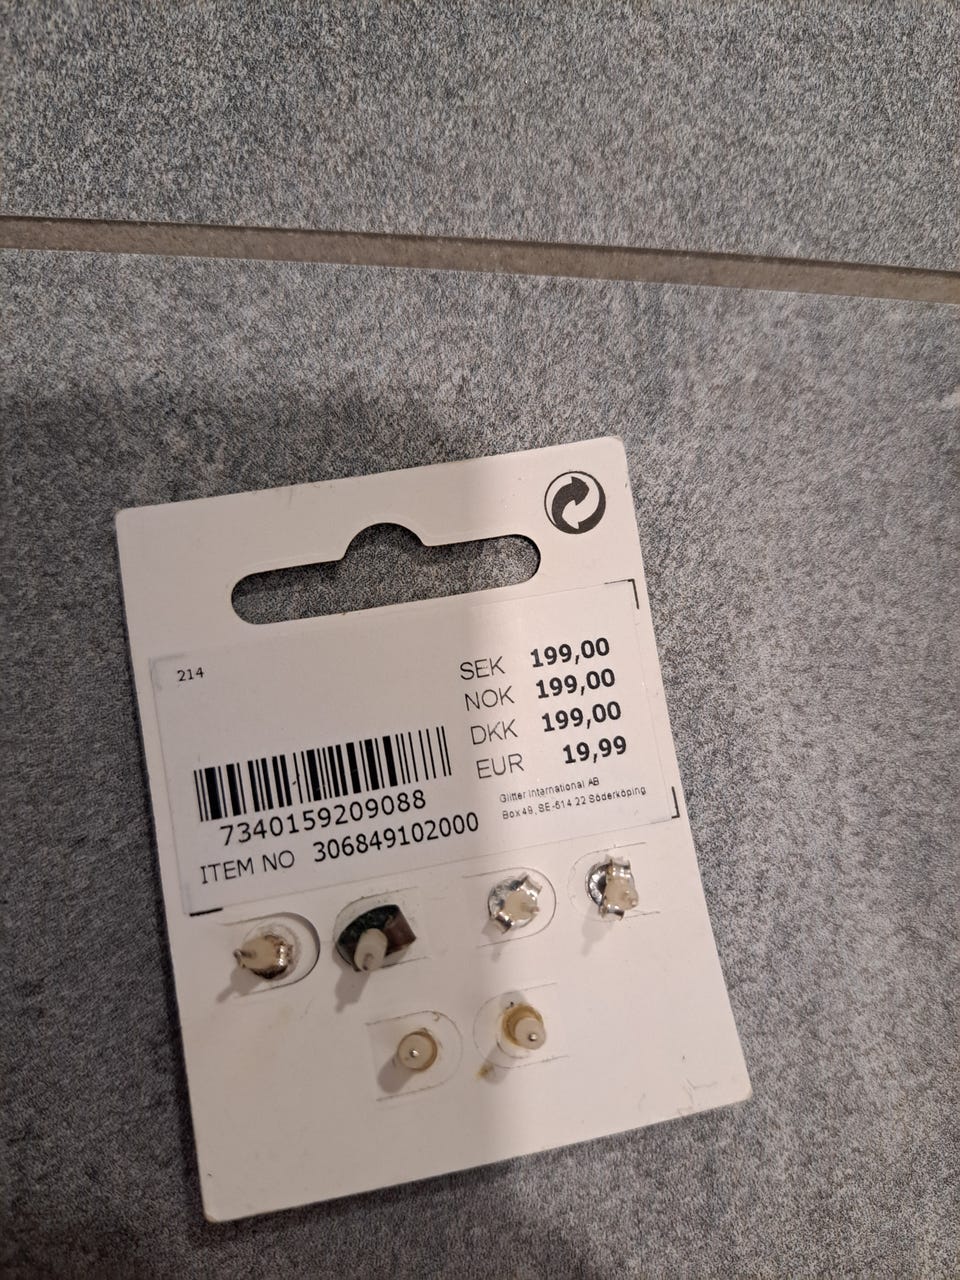 214
SEK 199,00
NOK 199,00
DKK 199,00
EUR 19,99
Glitter International AB
Box 49, SE-614 22 Söderköping
7340159209088
ITEM NO 306849102000